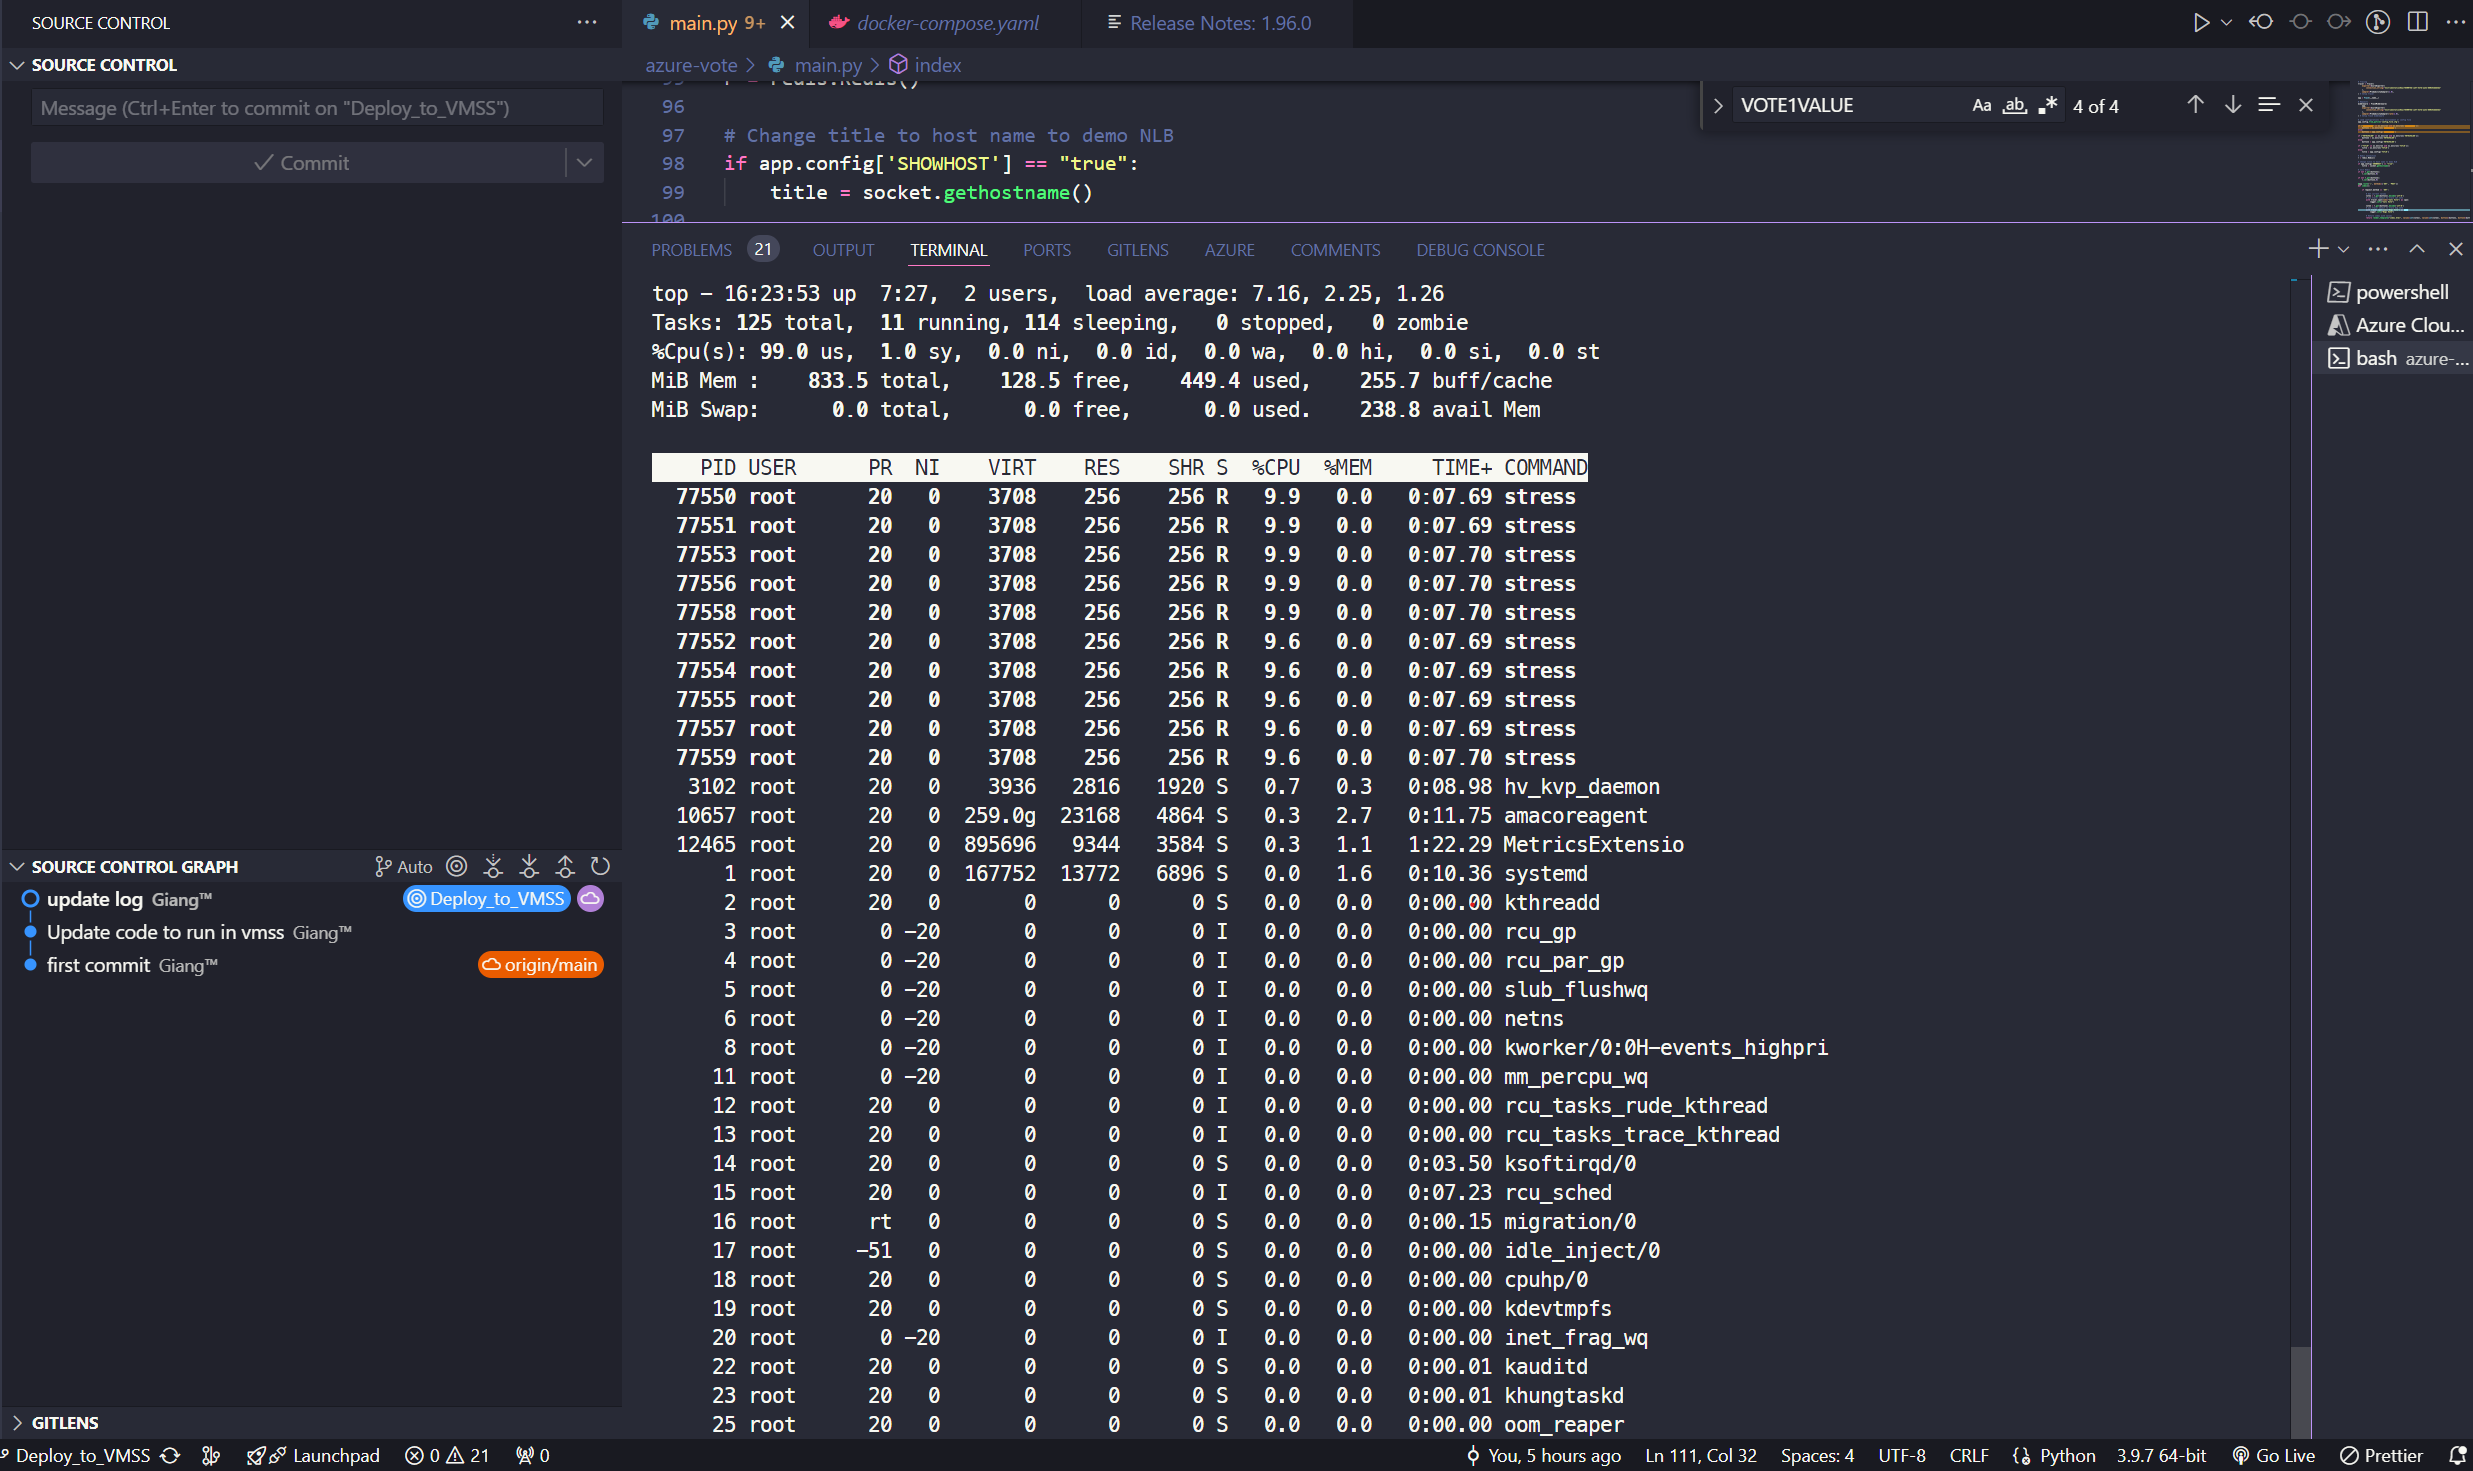 SOURCE CONTROL
SOURCE CONTROL
Message (Ctrl+Enter to commit on "Deploy_to_VMSS")
Commit
SOURCE CONTROL GRAPH
Auto
update log Giang™
Deploy_to_VMSS
Update code to run in vmss Giang™
first commit Giang™
origin/main
GITLENS
main.py 9+
docker-compose.yaml
Release Notes: 1.96.0
azure-vote > main.py > index
VOTE1VALUE
Aa ab
4 of 4
96
97 # Change title to host name to demo NLB
98 if app.config['SHOWHOST'] == "true":
99 title = socket.gethostname()
100
PROBLEMS 21 OUTPUT TERMINAL PORTS GITLENS AZURE COMMENTS DEBUG CONSOLE
powershell
Azure Clou...
bash azure-...
top - 16:23:53 up  7:27,  2 users,  load average: 7.16, 2.25, 1.26
Tasks: 125 total,  11 running, 114 sleeping,   0 stopped,   0 zombie
%Cpu(s): 99.0 us,  1.0 sy,  0.0 ni,  0.0 id,  0.0 wa,  0.0 hi,  0.0 si,  0.0 st
MiB Mem :    833.5 total,    128.5 free,    449.4 used,    255.7 buff/cache
MiB Swap:      0.0 total,      0.0 free,      0.0 used.    238.8 avail Mem
PID USER PR NI VIRT RES SHR S %CPU %MEM TIME+ COMMAND
77550 root 20 0 3708 256 256 R 9.9 0.0 0:07.69 stress
77551 root 20 0 3708 256 256 R 9.9 0.0 0:07.69 stress
77553 root 20 0 3708 256 256 R 9.9 0.0 0:07.70 stress
77556 root 20 0 3708 256 256 R 9.9 0.0 0:07.70 stress
77558 root 20 0 3708 256 256 R 9.9 0.0 0:07.70 stress
77552 root 20 0 3708 256 256 R 9.6 0.0 0:07.69 stress
77554 root 20 0 3708 256 256 R 9.6 0.0 0:07.69 stress
77555 root 20 0 3708 256 256 R 9.6 0.0 0:07.69 stress
77557 root 20 0 3708 256 256 R 9.6 0.0 0:07.69 stress
77559 root 20 0 3708 256 256 R 9.6 0.0 0:07.70 stress
3102 root 20 0 3936 2816 1920 S 0.7 0.3 0:08.98 hv_kvp_daemon
10657 root 20 0 259.0g 23168 4864 S 0.3 2.7 0:11.75 amacoreagent
12465 root 20 0 895696 9344 3584 S 0.3 1.1 1:22.29 MetricsExtensio
1 root 20 0 167752 13772 6896 S 0.0 1.6 0:10.36 systemd
2 root 20 0 0 0 0 S 0.0 0.0 0:00.00 kthreadd
3 root 0 -20 0 0 0 I 0.0 0.0 0:00.00 rcu_gp
4 root 0 -20 0 0 0 I 0.0 0.0 0:00.00 rcu_par_gp
5 root 0 -20 0 0 0 I 0.0 0.0 0:00.00 slub_flushwq
6 root 0 -20 0 0 0 I 0.0 0.0 0:00.00 netns
8 root 0 -20 0 0 0 I 0.0 0.0 0:00.00 kworker/0:0H-events_highpri
11 root 0 -20 0 0 0 I 0.0 0.0 0:00.00 mm_percpu_wq
12 root 20 0 0 0 0 I 0.0 0.0 0:00.00 rcu_tasks_rude_kthread
13 root 20 0 0 0 0 I 0.0 0.0 0:00.00 rcu_tasks_trace_kthread
14 root 20 0 0 0 0 S 0.0 0.0 0:03.50 ksoftirqd/0
15 root 20 0 0 0 0 I 0.0 0.0 0:07.23 rcu_sched
16 root rt 0 0 0 0 S 0.0 0.0 0:00.15 migration/0
17 root -51 0 0 0 0 S 0.0 0.0 0:00.00 idle_inject/0
18 root 20 0 0 0 0 S 0.0 0.0 0:00.00 cpuhp/0
19 root 20 0 0 0 0 S 0.0 0.0 0:00.00 kdevtmpfs
20 root 0 -20 0 0 0 I 0.0 0.0 0:00.00 inet_frag_wq
22 root 20 0 0 0 0 S 0.0 0.0 0:00.01 kauditd
23 root 20 0 0 0 0 S 0.0 0.0 0:00.01 khungtaskd
25 root 20 0 0 0 0 S 0.0 0.0 0:00.00 oom_reaper
Deploy_to_VMSS Launchpad 0 21 0 You, 5 hours ago Ln 111, Col 32 Spaces: 4 UTF-8 CRLF Python 3.9.7 64-bit Go Live Prettier